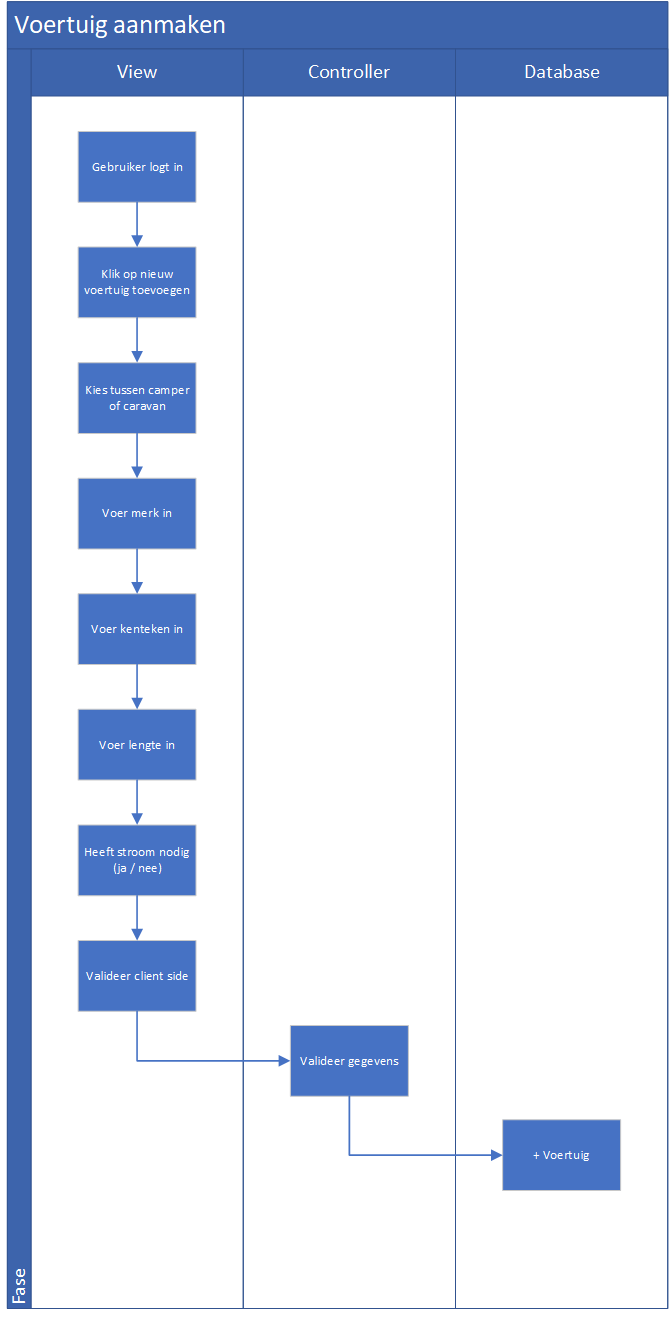 Voertuig aanmaken
View
Controller
Database
Gebruiker logt in
Klik op nieuw
voertuig toevoegen
Kies tussen camper
of caravan
Voer merk in
Voer kenteken in
Voer lengte in
Heeft stroom nodig
(ja / nee)
Valideer client side
Valideer gegevens
+ Voertuig
Fase